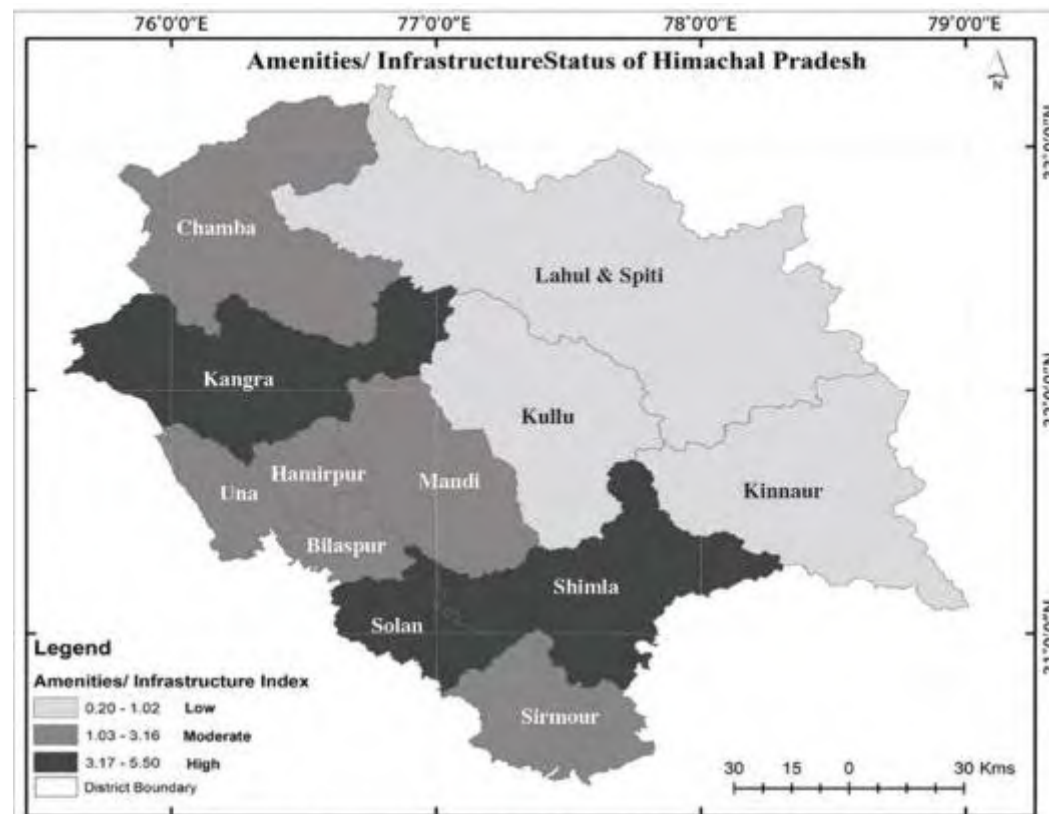 76°0'0"E 77°0'0"E 78°0'0"E 79°0'0"E
Amenities/ InfrastructureStatus of Himachal Pradesh
N
Chamba
Lahul & Spiti
Kangra
Kullu
Hamirpur
Mandi
Una
Kinnaur
Bilaspur
Shimla
Solan
Sirmour
Legend
Amenities/ Infrastructure Index
0.20 - 1.02 Low
1.03 - 3.16 Moderate
3.17 - 5.50 High
District Boundary
30 15 0 30 Kms